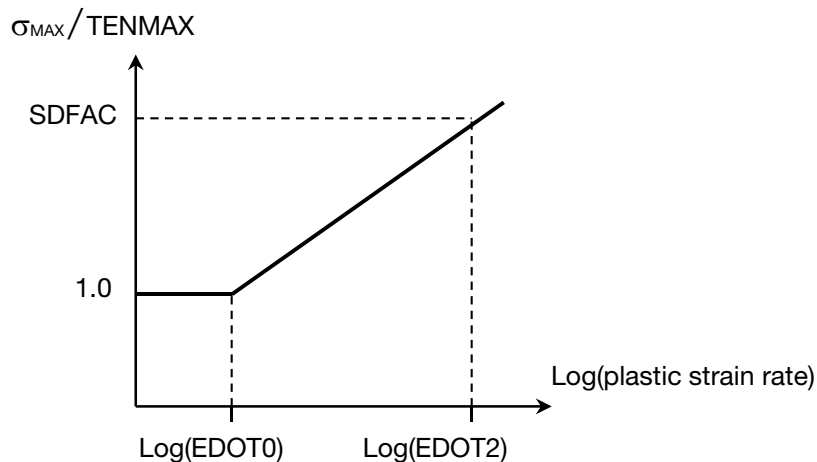 σMAX/TENMAX
SDFAC
1.0
Log(plastic strain rate)
Log(EDOT0)
Log(EDOT2)